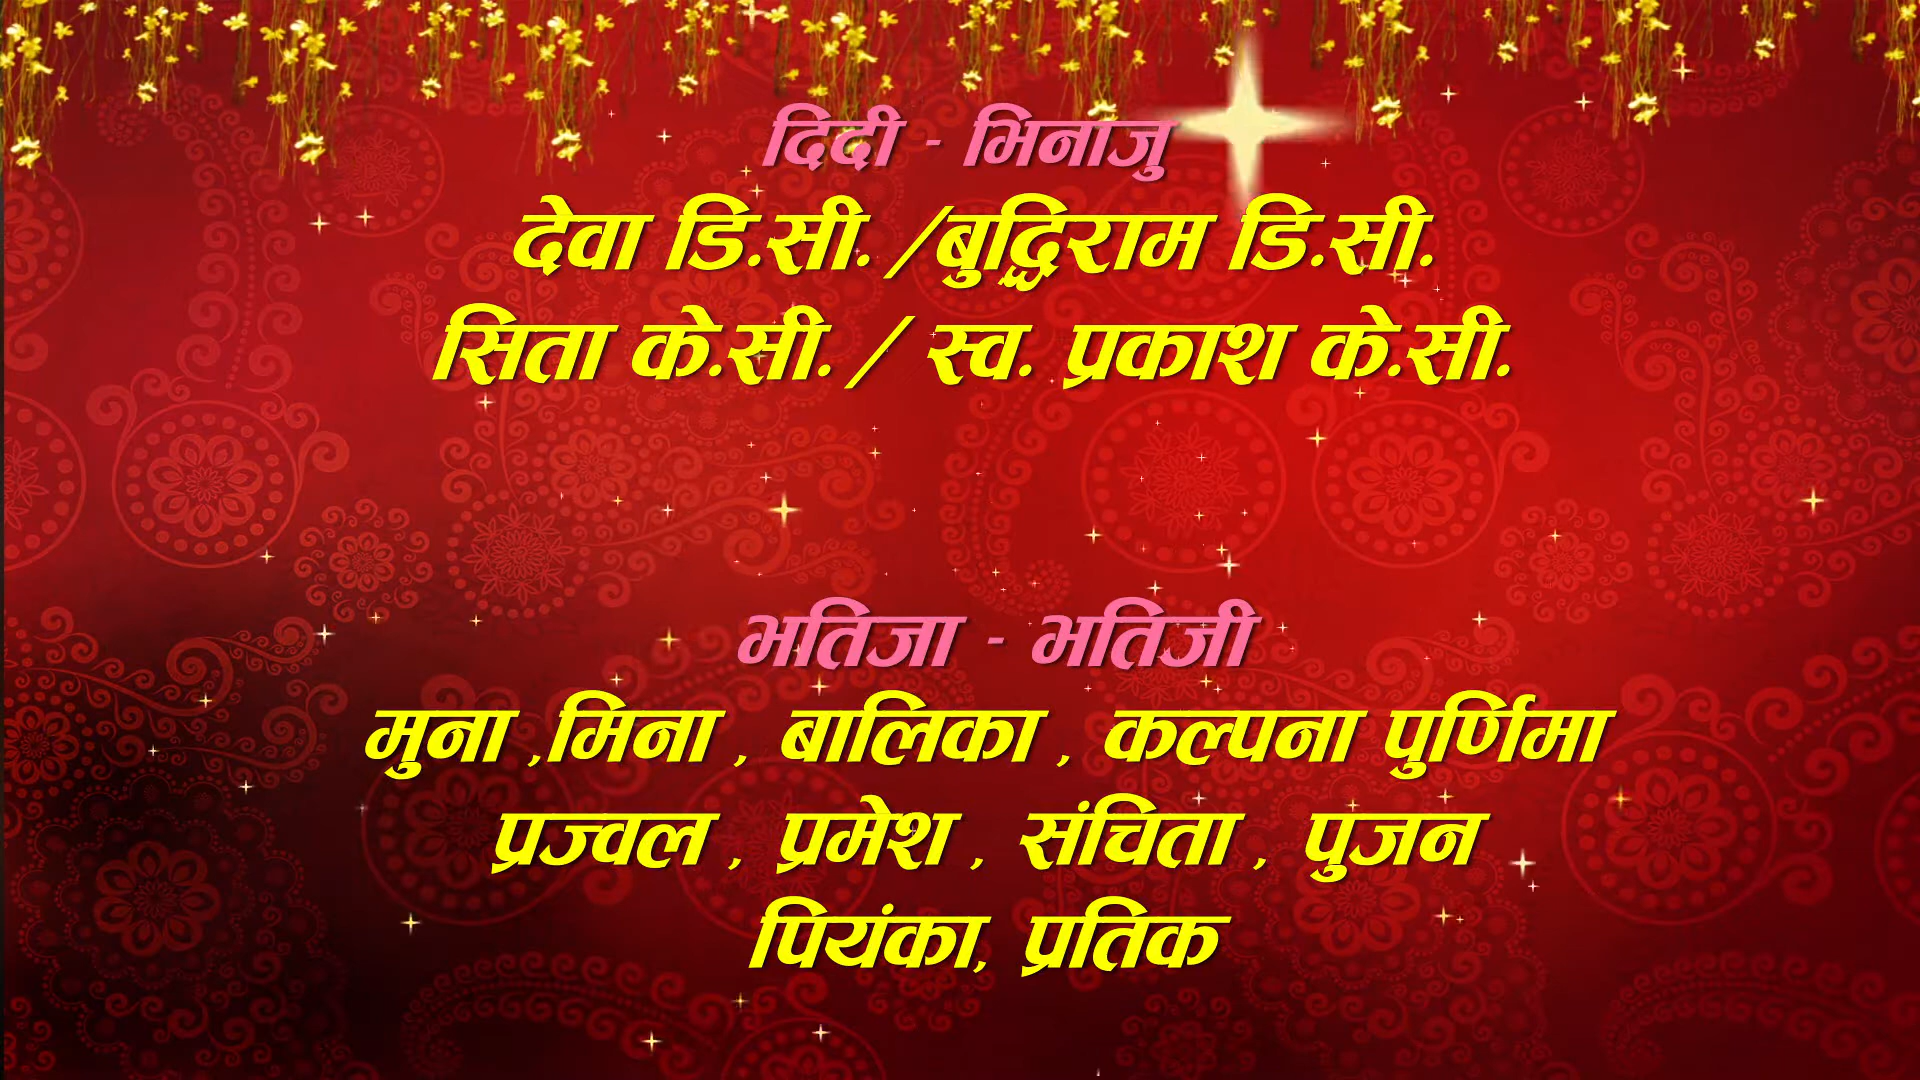 दिदी - भिनाजु
देवा डि.सी. /बुद्धिराम डि.सी.
सिता के.सी. / स्व. प्रकाश के.सी.
भतिजा - भतिजी
मुना ,मिना , बालिका , कल्पना पुर्णिमा
प्रज्वल , प्रमेश , संचिता , पुजन
पियंका, प्रतिक